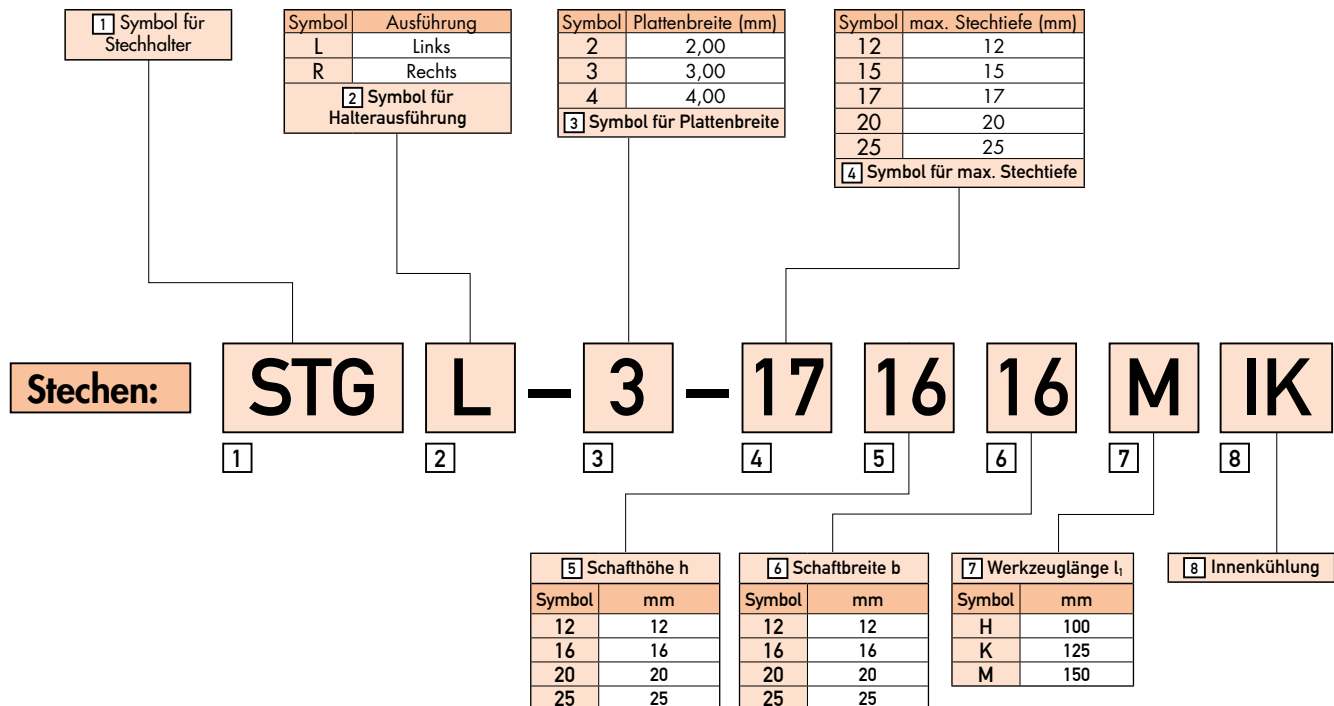 1 Symbol für
Stechhalter
Symbol Ausführung
L Links
R Rechts
2 Symbol für
Halterausführung
Symbol Plattenbreite (mm)
2 2,00
3 3,00
4 4,00
3 Symbol für Plattenbreite
Symbol max. Stechtiefe (mm)
12 12
15 15
17 17
20 20
25 25
4 Symbol für max. Stechtiefe
Stechen: STG L – 3 – 17 16 16 M IK
1 2 3 4 5 6 7 8
5 Schafthöhe h
Symbol mm
12 12
16 16
20 20
25 25
6 Schaftbreite b
Symbol mm
12 12
16 16
20 20
25 25
7 Werkzeuglänge l₁
Symbol mm
H 100
K 125
M 150
8 Innenkühlung